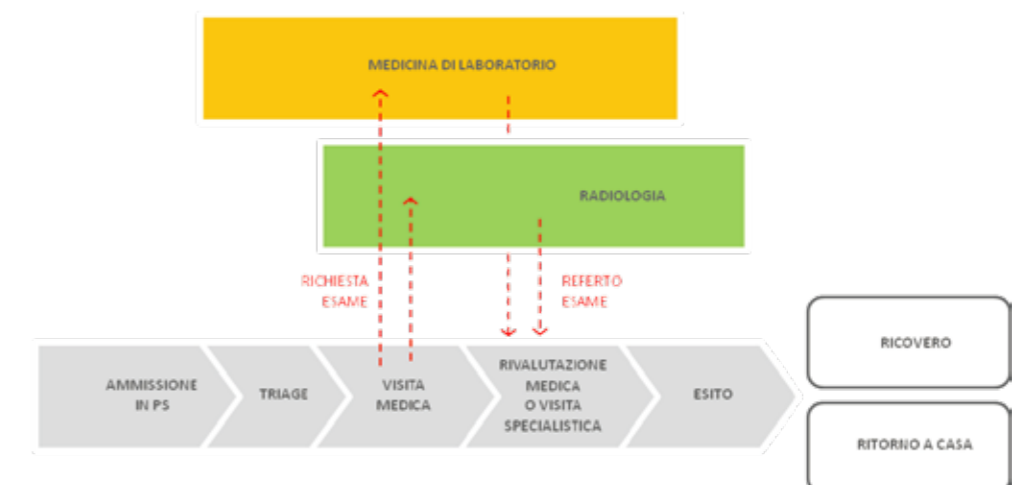 MEDICINA DI LABORATORIO
RADIOLOGIA
RICHIESTA
ESAME
REFERTO
ESAME
AMMISSIONE
IN PS
TRIAGE
VISITA
MEDICA
RIVALUTAZIONE
MEDICA
O VISITA
SPECIALISTICA
ESITO
RICOVERO
RITORNO A CASA